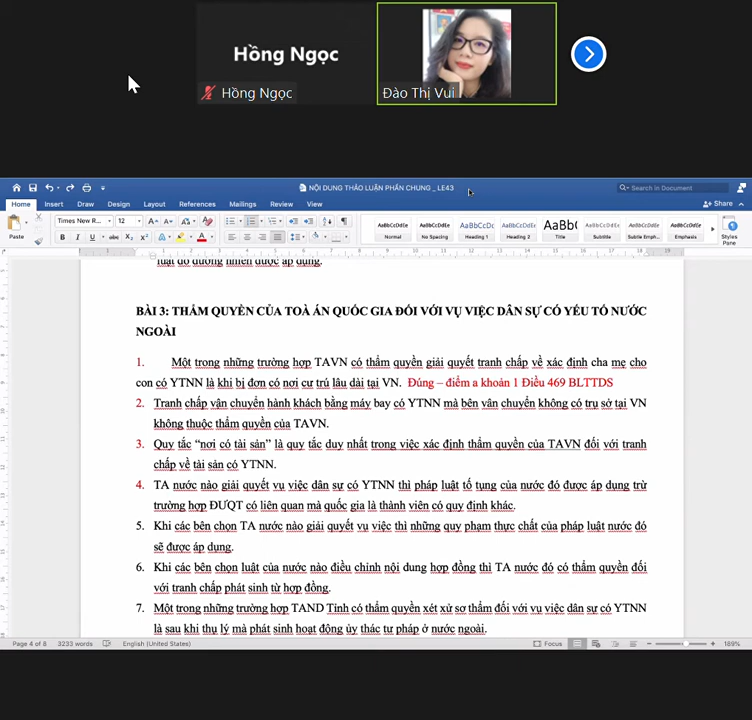 Hồng Ngọc
Hồng Ngọc
Đào Thị Vui
NỘI DUNG THẢO LUẬN PHẦN CHUNG _ LE43
Search in Document
Home Insert Draw Design Layout References Mailings Review View
Share
Paste
Times New R... 12
AaBbCcDdEe AaBbCcDdEe AaBbCcDdEe AaBbCcDdEe AaBb( AaBbCcDdEe AaBbCcDdEe AaBbCcDdEe
Normal No Spacing Heading 1 Heading 2 Title Subtitle Subtle Emph... Emphasis
Styles Pane
luật đó đương nhiên được áp dụng.
BÀI 3: THẨM QUYỀN CỦA TOÀ ÁN QUỐC GIA ĐỐI VỚI VỤ VIỆC DÂN SỰ CÓ YẾU TỐ NƯỚC
NGOÀI
1. Một trong những trường hợp TAVN có thẩm quyền giải quyết tranh chấp về xác định cha mẹ cho
con có YTNN là khi bị đơn có nơi cư trú lâu dài tại VN. Đúng – điểm a khoản 1 Điều 469 BLTTDS
2. Tranh chấp vận chuyển hành khách bằng máy bay có YTNN mà bên vận chuyển không có trụ sở tại VN
không thuộc thẩm quyền của TAVN.
3. Quy tắc “nơi có tài sản” là quy tắc duy nhất trong việc xác định thẩm quyền của TAVN đối với tranh
chấp về tài sản có YTNN.
4. TA nước nào giải quyết vụ việc dân sự có YTNN thì pháp luật tố tụng của nước đó được áp dụng trừ
trường hợp ĐƯQT có liên quan mà quốc gia là thành viên có quy định khác.
5. Khi các bên chọn TA nước nào giải quyết vụ việc thì những quy phạm thực chất của pháp luật nước đó
sẽ được áp dụng.
6. Khi các bên chọn luật của nước nào điều chỉnh nội dung hợp đồng thì TA nước đó có thẩm quyền đối
với tranh chấp phát sinh từ hợp đồng.
7. Một trong những trường hợp TAND Tỉnh có thẩm quyền xét xử sơ thẩm đối với vụ việc dân sự có YTNN
là sau khi thụ lý mà phát sinh hoạt động ủy thác tư pháp ở nước ngoài.
Page 4 of 8 3233 words English (United States) Focus 189%